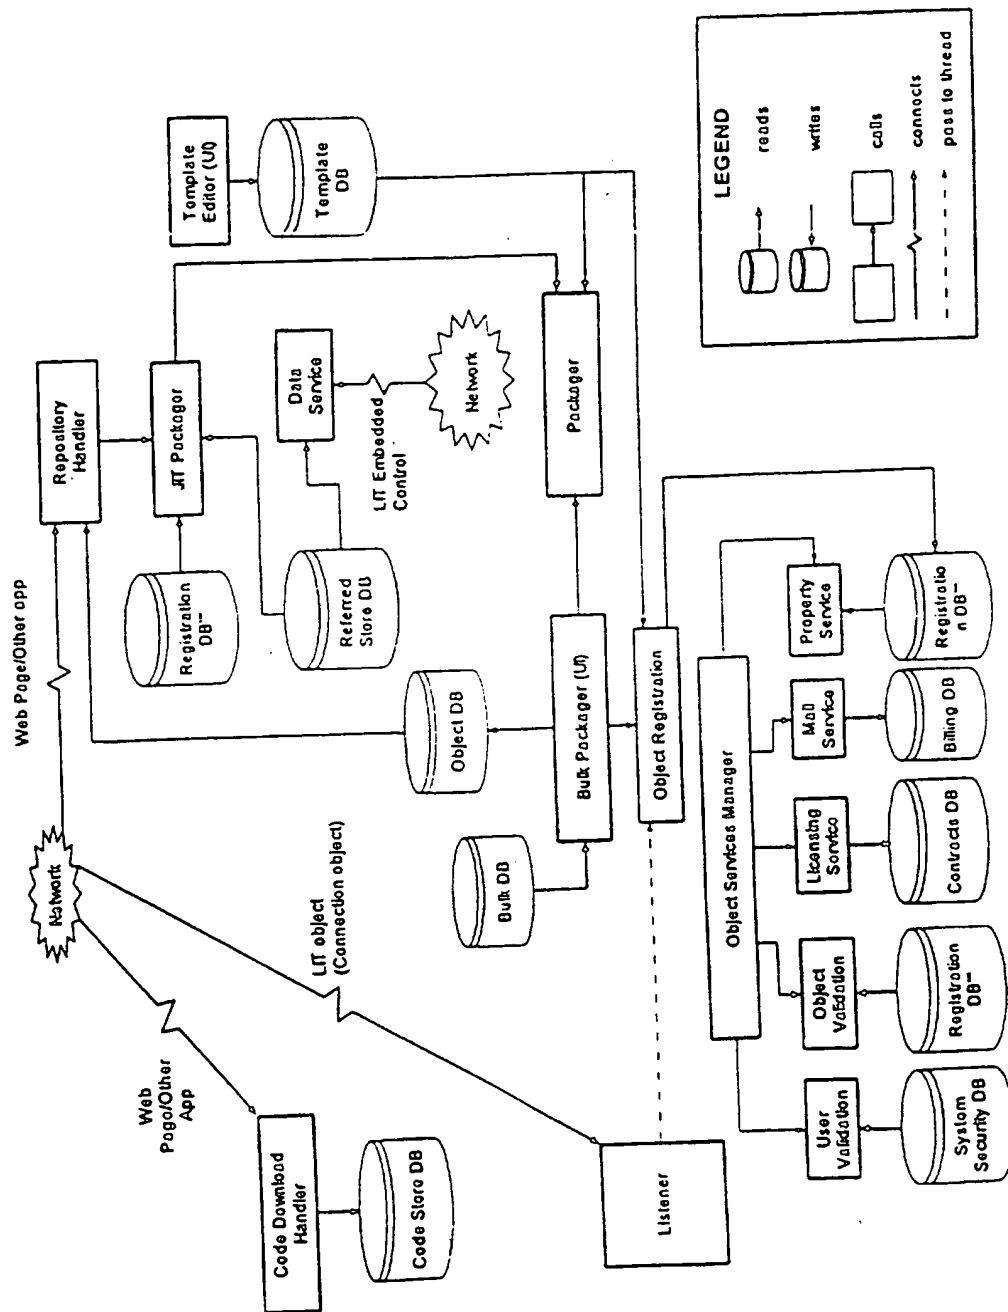 Network
Web Page/Other app
Repository
Handler
Template
Editor (UI)
Template
DB
JIT Packager
Registration
DB**
Referred
Store DB
Data
Service
LIT Embedded
Control
Network
Web
Page/Other
App
Code Download
Handler
Code Store DB
LIT object
(Connection object)
Object DB
Bulk DB
Bulk Packager (UI)
Packager
Listener
Object Registration
Object Services Manager
User
Validation
Object
Validation
Licensing
Service
Mail
Service
Property
Service
System
Security DB
Registration
DB**
Contracts DB
Billing DB
Registratio
n DB**
LEGEND
reads
writes
calls
connects
pass to thread